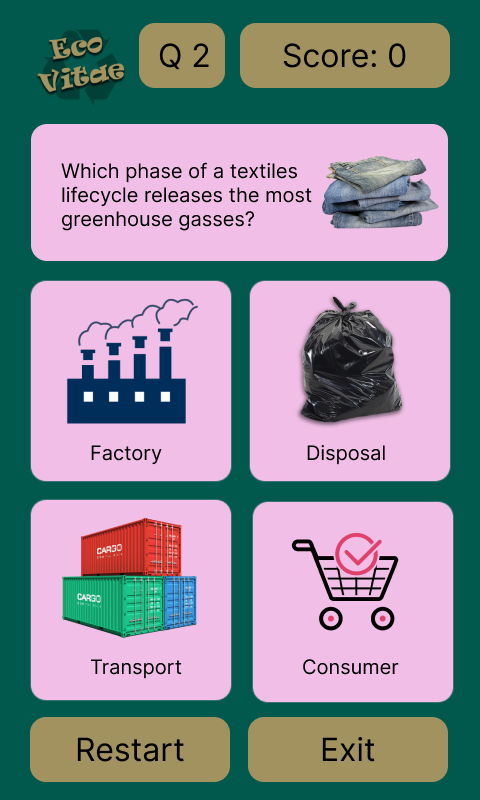 Eco
Vitae
Q 2
Score: 0
Which phase of a textiles
lifecycle releases the most
greenhouse gasses?
Factory
Disposal
CARGO
CARGO
Transport
Consumer
Restart
Exit